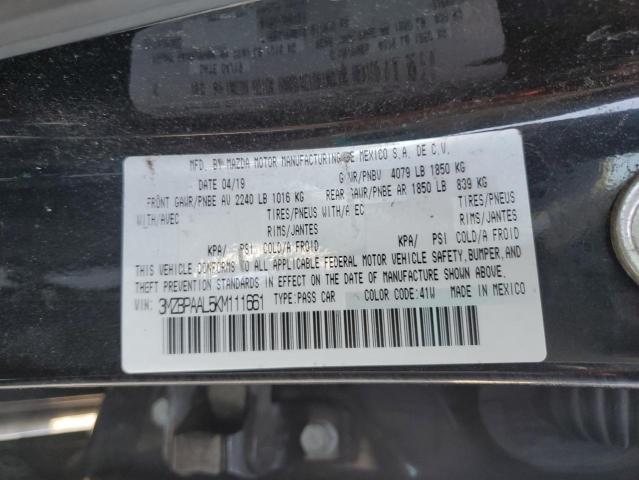 MFD. BY MAZDA MOTOR MANUFACTURING DE MEXICO S.A. DE C.V.
DATE 04/19 GVWR/PNBV 4079 LB 1850 KG
FRONT GAWR/PNBE AV 2240 LB 1016 KG REAR GAWR/PNBE AR 1850 LB 839 KG
WITH/AVEC TIRES/PNEUS WITH/AVEC TIRES/PNEUS
RIMS/JANTES RIMS/JANTES
KPA/ PSI COLD/A FROID KPA/ PSI COLD/A FROID
THIS VEHICLE CONFORMS TO ALL APPLICABLE FEDERAL MOTOR VEHICLE SAFETY, BUMPER, AND
THEFT PREVENTION STANDARDS IN EFFECT ON THE DATE OF MANUFACTURE SHOWN ABOVE.
VIN: 3MZBPAAL5KM111661 TYPE:PASS CAR COLOR CODE:41W MADE IN MEXICO